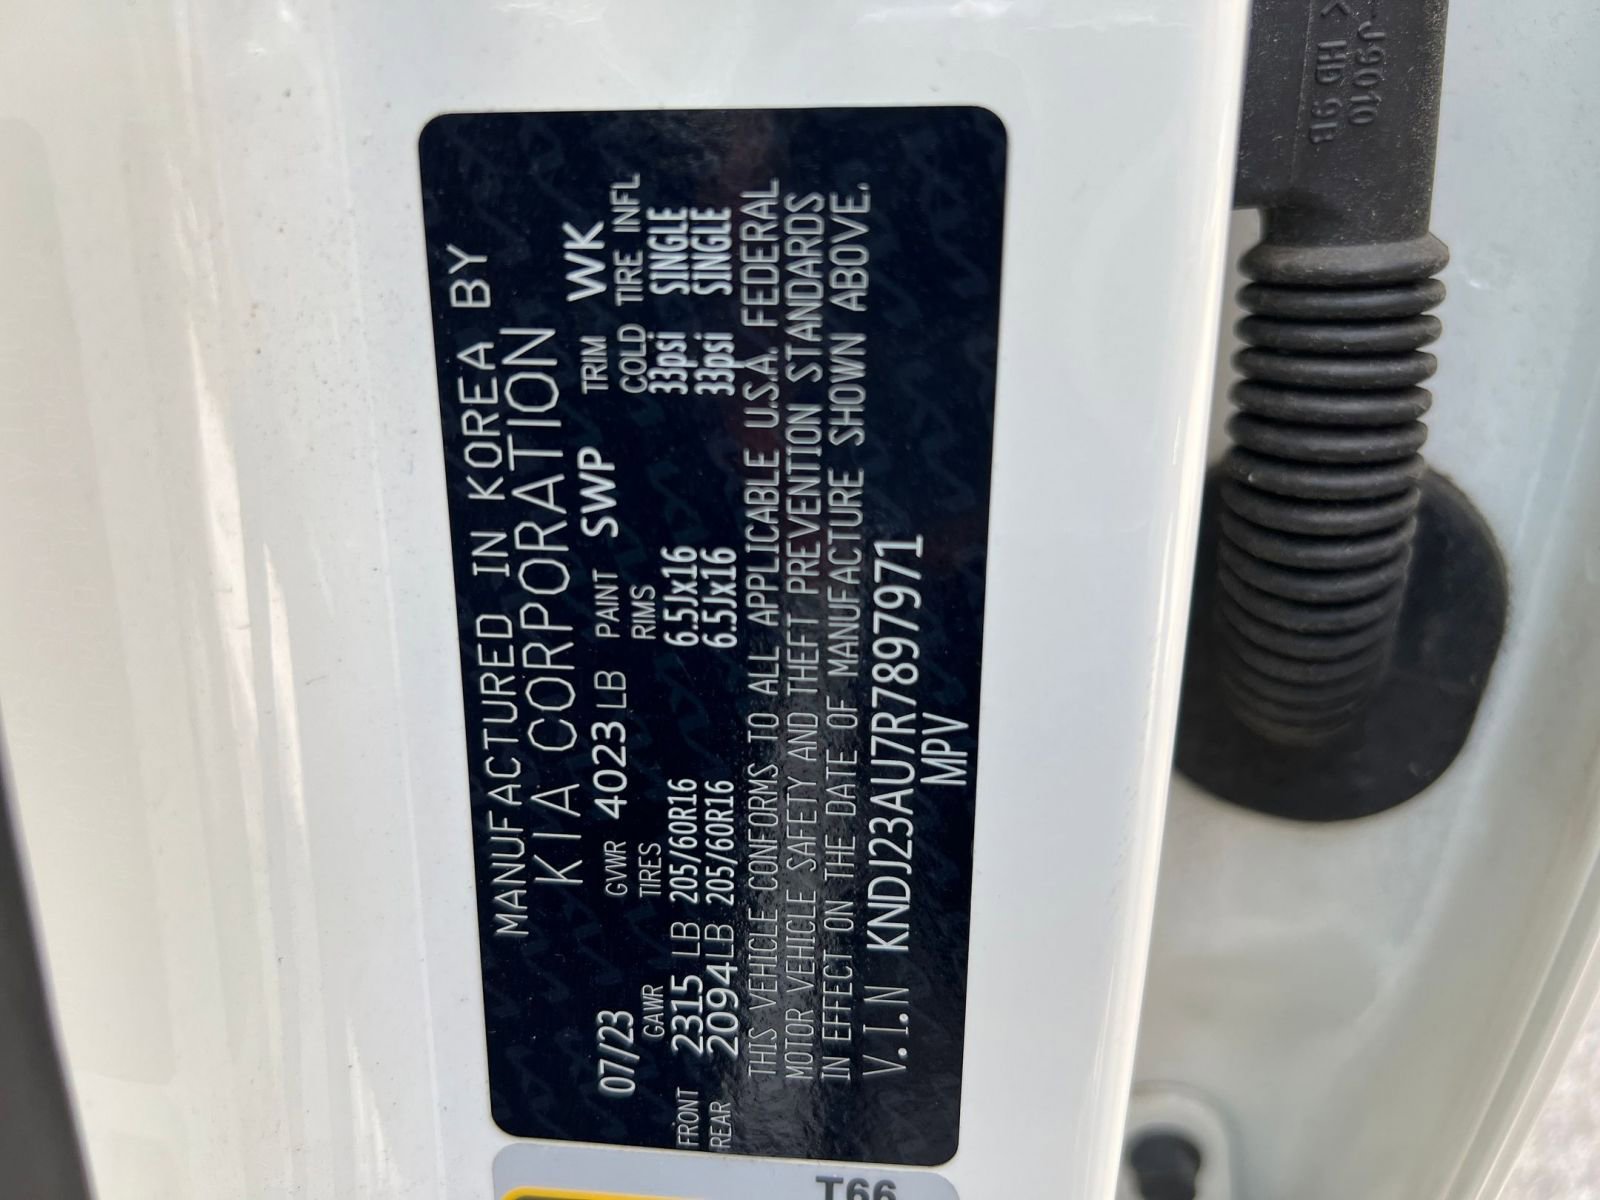 MANUFACTURED IN KOREA BY
KIA CORPORATION
07/23 GVWR 4023 LB PAINT SWP TRIM WK
GAWR TIRES RIMS COLD TIRE INFL
FRONT 2315 LB 205/60R16 6.5Jx16 33psi SINGLE
REAR 2094LB 205/60R16 6.5Jx16 33psi SINGLE
THIS VEHICLE CONFORMS TO ALL APPLICABLE U.S.A. FEDERAL
MOTOR VEHICLE SAFETY AND THEFT PREVENTION STANDARDS
IN EFFECT ON THE DATE OF MANUFACTURE SHOWN ABOVE.
V.I.N KNDJ23AU7R7897971
MPV
T66
J9010
< HD 99B